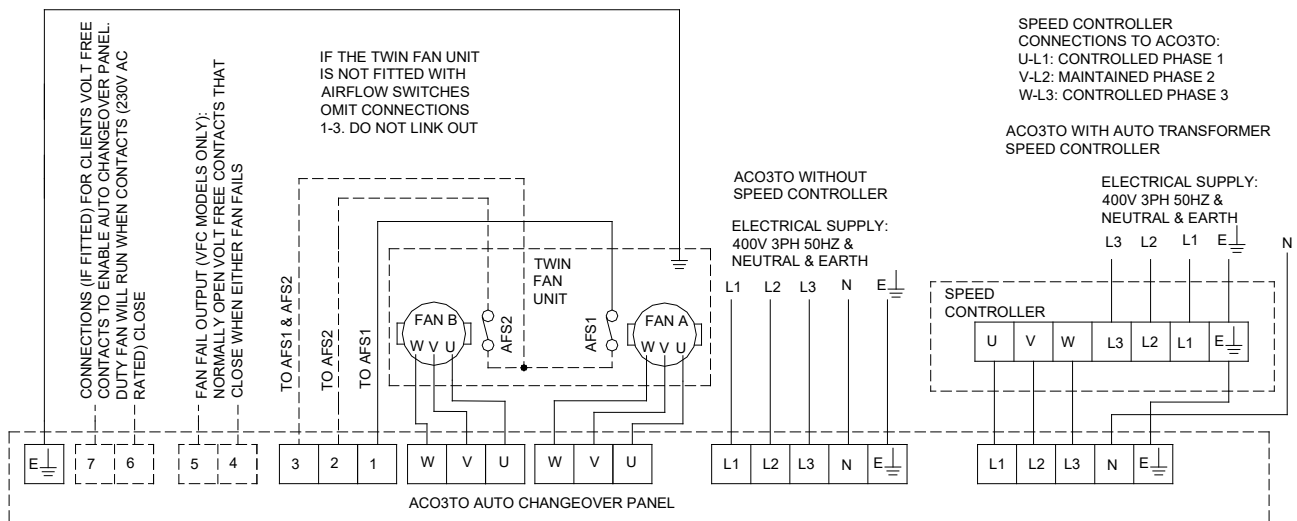 CONNECTIONS (IF FITTED) FOR CLIENTS VOLT FREE
CONTACTS TO ENABLE AUTO CHANGEOVER PANEL.
DUTY FAN WILL RUN WHEN CONTACTS (230V AC
RATED) CLOSE
FAN FAIL OUTPUT (VFC MODELS ONLY):
NORMALLY OPEN VOLT FREE CONTACTS THAT
CLOSE WHEN EITHER FAN FAILS
IF THE TWIN FAN UNIT
IS NOT FITTED WITH
AIRFLOW SWITCHES
OMIT CONNECTIONS
1-3. DO NOT LINK OUT
TO AFS1 & AFS2
TO AFS2
TO AFS1
TWIN
FAN
UNIT
FAN B
W V U
AFS2
AFS1
FAN A
W V U
ACO3TO WITHOUT
SPEED CONTROLLER
ELECTRICAL SUPPLY:
400V 3PH 50HZ &
NEUTRAL & EARTH
L1 L2 L3 N E
SPEED CONTROLLER
CONNECTIONS TO ACO3TO:
U-L1: CONTROLLED PHASE 1
V-L2: MAINTAINED PHASE 2
W-L3: CONTROLLED PHASE 3
ACO3TO WITH AUTO TRANSFORMER
SPEED CONTROLLER
ELECTRICAL SUPPLY:
400V 3PH 50HZ &
NEUTRAL & EARTH
L3 L2 L1 E N
SPEED
CONTROLLER
U V W L3 L2 L1 E
E 7 6 5 4 3 2 1 W V U W V U L1 L2 L3 N E L1 L2 L3 N E
ACO3TO AUTO CHANGEOVER PANEL